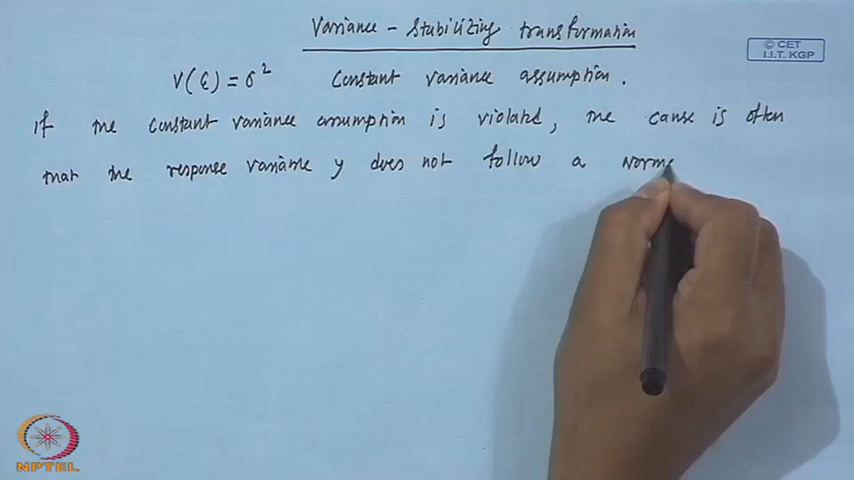 Variance - Stabilizing transformation
© CET
I.I.T. KGP
V(ε) = σ² Constant variance assumption.
If the constant variance assumption is violated, the cause is often
that the response variable y does not follow a norma
NPTEL